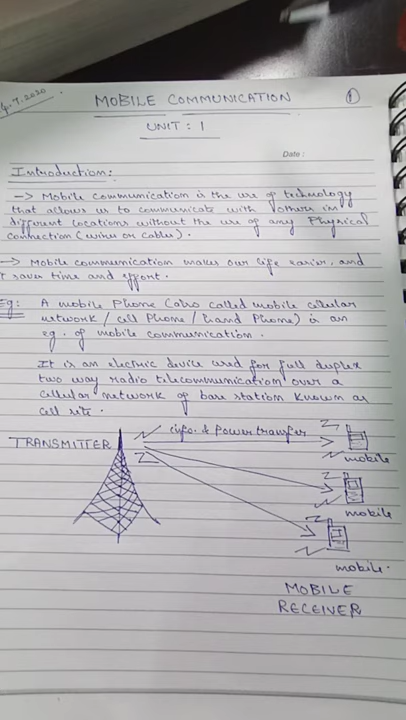 4.7.2020
MOBILE COMMUNICATION 1
UNIT : 1
Date :
Introduction:
-> Mobile communication is the use of technology
that allows us to communicate with others in
different locations without the use of any Physical
connection (wires or cables).
-> Mobile communication makes our life easier, and
it saves time and effort.
Eg: A mobile Phone (also called mobile cellular
network / cell Phone / hand Phone) is an
eg. of mobile communication.
It is an electric device used for full duplex
two way radio telecommunication over a
cellular network of base station known as
cell site.
info. & power transfer
TRANSMITTER
mobile
mobile
mobile.
MOBILE
RECEIVER